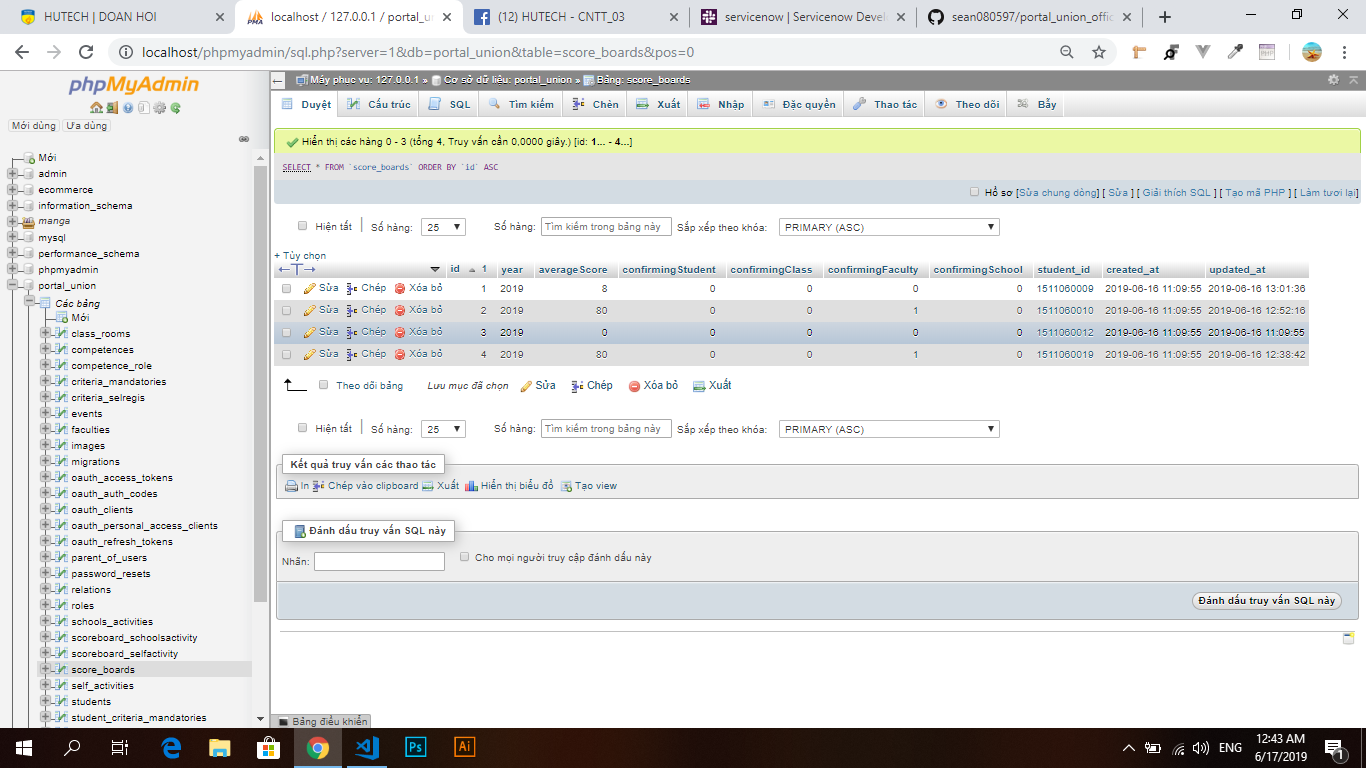 HUTECH | DOAN HOI
localhost / 127.0.0.1 / portal_u
(12) HUTECH - CNTT_03
servicenow | Servicenow Devel
sean080597/portal_union_offic
localhost/phpmyadmin/sql.php?server=1&db=portal_union&table=score_boards&pos=0
phpMyAdmin
Mới dùng Ưa dùng
Mới
admin
ecommerce
information_schema
manga
mysql
performance_schema
phpmyadmin
portal_union
Các bảng
Mới
class_rooms
competences
competence_role
criteria_mandatories
criteria_selregis
events
faculties
images
migrations
oauth_access_tokens
oauth_auth_codes
oauth_clients
oauth_personal_access_clients
oauth_refresh_tokens
parent_of_users
password_resets
relations
roles
schools_activities
scoreboard_schoolsactivity
scoreboard_selfactivity
score_boards
self_activities
students
student_criteria_mandatories
Máy phục vụ: 127.0.0.1 » Cơ sở dữ liệu: portal_union » Bảng: score_boards
Duyệt Cấu trúc SQL Tìm kiếm Chèn Xuất Nhập Đặc quyền Thao tác Theo dõi Bẫy
Hiển thị các hàng 0 - 3 (tổng 4, Truy vấn cần 0,0000 giây.) [id: 1... - 4...]
SELECT * FROM `score_boards` ORDER BY `id` ASC
Hồ sơ [Sửa chung dòng] [ Sửa ] [ Giải thích SQL ] [ Tạo mã PHP ] [ Làm tươi lại]
Hiện tất Số hàng: 25 Số hàng: Tìm kiếm trong bảng này Sắp xếp theo khóa: PRIMARY (ASC)
+ Tùy chọn
←T→ id 1 year averageScore confirmingStudent confirmingClass confirmingFaculty confirmingSchool student_id created_at updated_at
Sửa Chép Xóa bỏ 1 2019 8 0 0 0 0 1511060009 2019-06-16 11:09:55 2019-06-16 13:01:36
Sửa Chép Xóa bỏ 2 2019 80 0 0 1 0 1511060010 2019-06-16 11:09:55 2019-06-16 12:52:16
Sửa Chép Xóa bỏ 3 2019 0 0 0 0 0 1511060012 2019-06-16 11:09:55 2019-06-16 11:09:55
Sửa Chép Xóa bỏ 4 2019 80 0 0 1 0 1511060019 2019-06-16 11:09:55 2019-06-16 12:38:42
Theo dõi bảng Lưu mục đã chọn Sửa Chép Xóa bỏ Xuất
Hiện tất Số hàng: 25 Số hàng: Tìm kiếm trong bảng này Sắp xếp theo khóa: PRIMARY (ASC)
Kết quả truy vấn các thao tác
In Chép vào clipboard Xuất Hiển thị biểu đồ Tạo view
Đánh dấu truy vấn SQL này
Nhãn: Cho mọi người truy cập đánh dấu này
Đánh dấu truy vấn SQL này
Bảng điều khiển
Ps Ai ENG 12:43 AM
6/17/2019 1